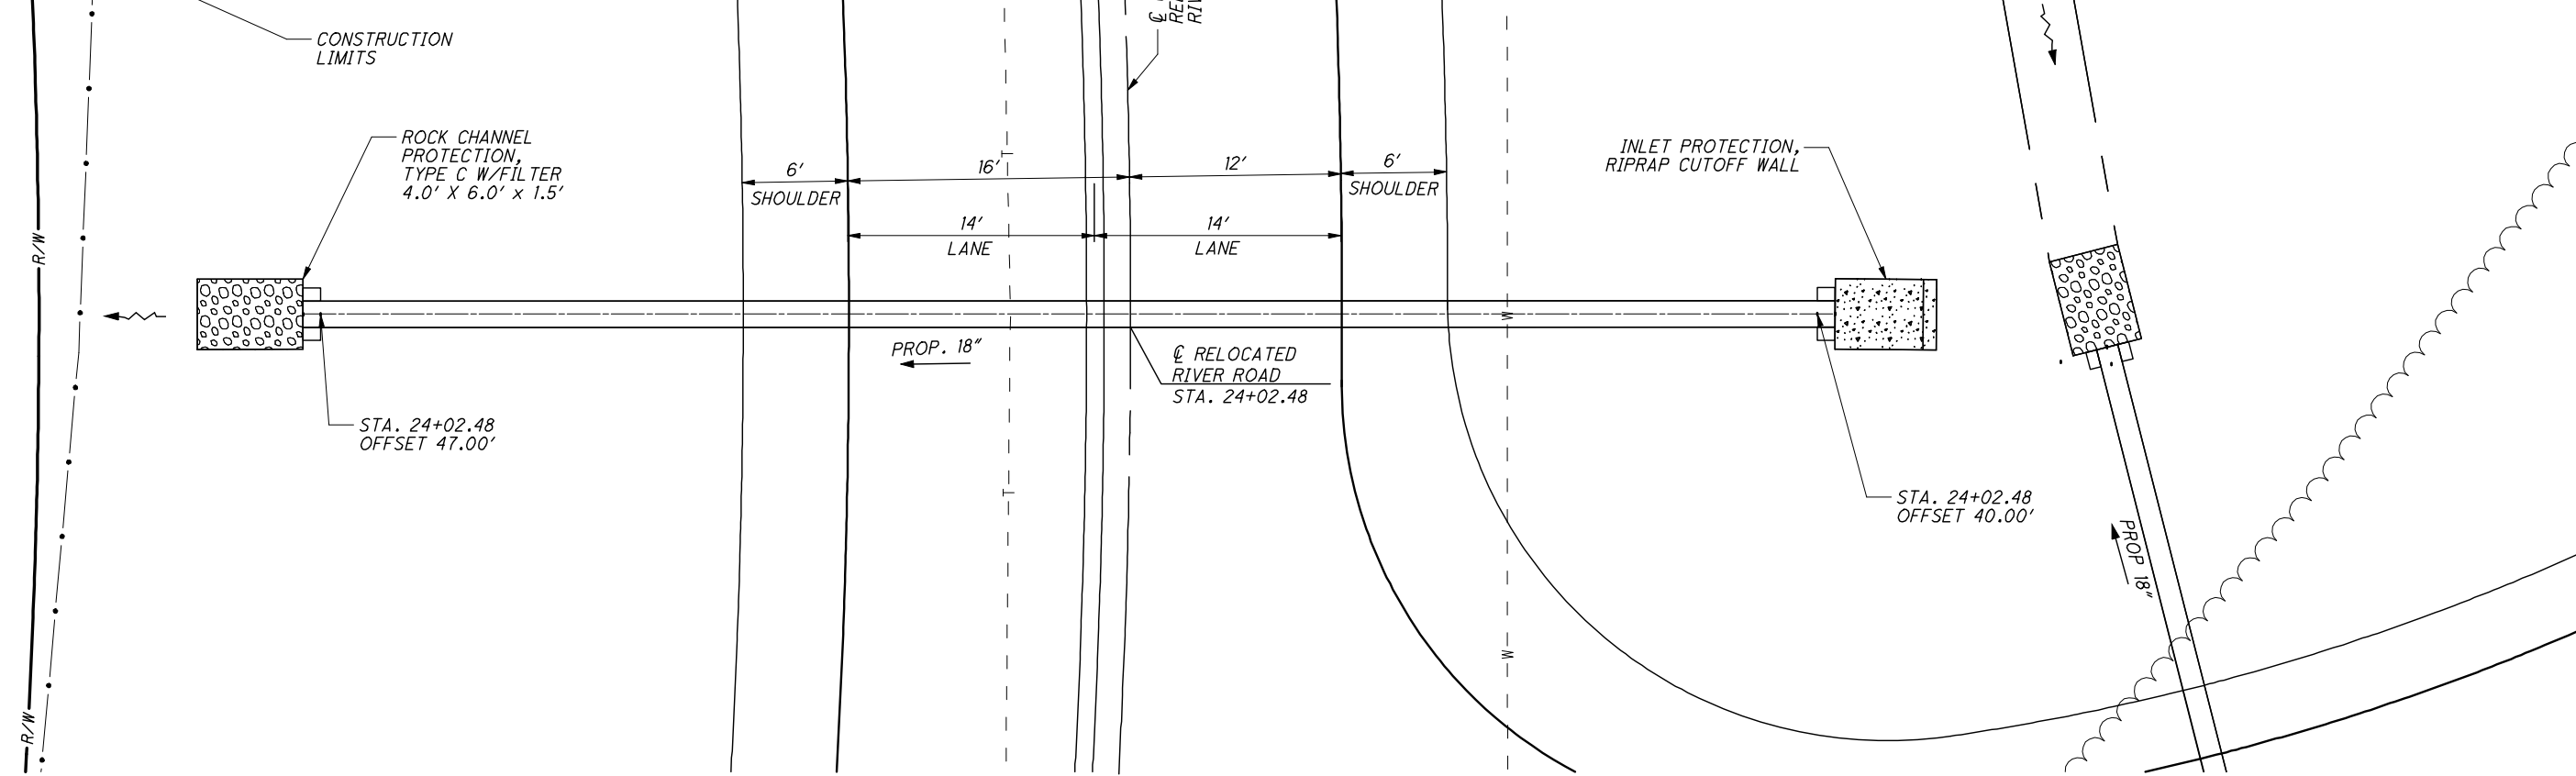 CONSTRUCTION
LIMITS
℄
RE
RIV
ROCK CHANNEL
PROTECTION,
TYPE C W/FILTER
4.0' X 6.0' x 1.5'
6'
SHOULDER
16'
12'
6'
SHOULDER
INLET PROTECTION,
RIPRAP CUTOFF WALL
14'
LANE
14'
LANE
R/W
T
W
PROP. 18"
℄ RELOCATED
RIVER ROAD
STA. 24+02.48
STA. 24+02.48
OFFSET 47.00'
T
STA. 24+02.48
OFFSET 40.00'
PROP 18"
W
R/W